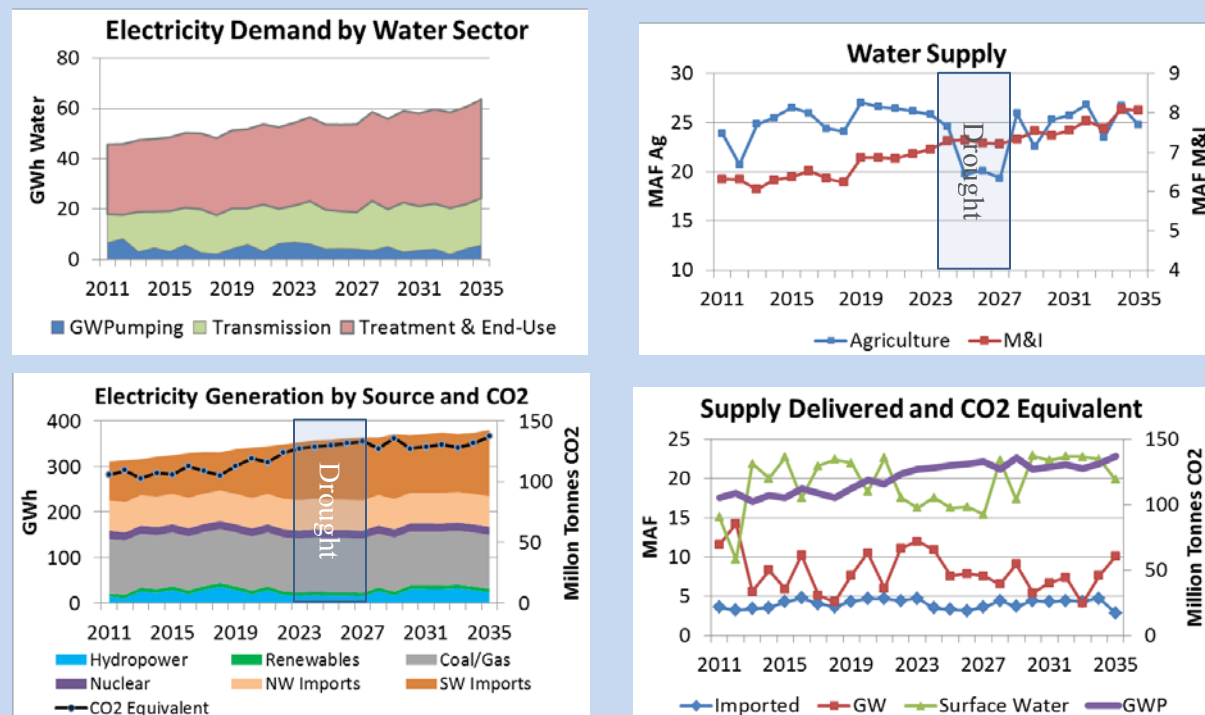 Electricity Demand by Water Sector
80
60
40
20
0
GWh Water
2011 2015 2019 2023 2027 2031 2035
GWPumping Transmission Treatment & End-Use
Water Supply
30
25
20
15
10
MAF Ag
9
8
7
6
5
4
MAF M&I
Drought
2011 2015 2019 2023 2027 2031 2035
Agriculture M&I
Electricity Generation by Source and CO2
400
300
200
100
0
GWh
150
100
50
0
Millon Tonnes CO2
Drought
2011 2015 2019 2023 2027 2031 2035
Hydropower Renewables Coal/Gas
Nuclear NW Imports SW Imports
CO2 Equivalent
Supply Delivered and CO2 Equivalent
25
20
15
10
5
0
MAF
150
100
50
0
Million Tonnes CO2
2011 2015 2019 2023 2027 2031 2035
Imported GW Surface Water GWP